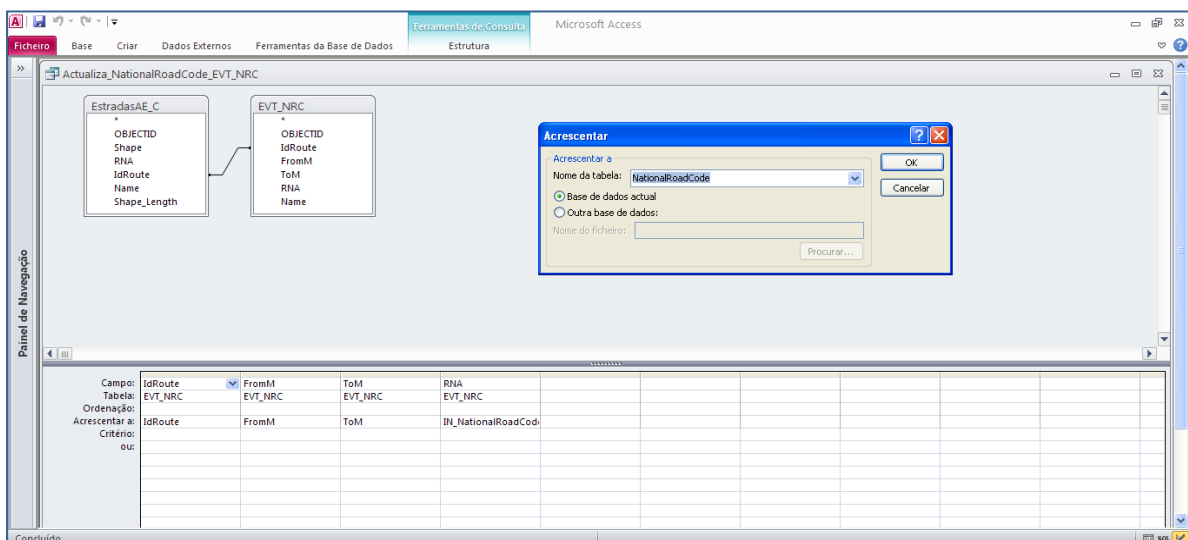 Ferramentas de Consulta Microsoft Access
Ficheiro Base Criar Dados Externos Ferramentas da Base de Dados Estrutura
»
Actualiza_NationalRoadCode_EVT_NRC
EstradasAE_C
*
OBJECTID
Shape
RNA
IdRoute
Name
Shape_Length
EVT_NRC
*
OBJECTID
IdRoute
FromM
ToM
RNA
Name
Acrescentar
Acrescentar a
Nome da tabela: NationalRoadCode
Base de dados actual
Outra base de dados:
Nome do ficheiro:
Procurar...
OK
Cancelar
Painel de Navegação
Campo: IdRoute FromM ToM RNA
Tabela: EVT_NRC EVT_NRC EVT_NRC EVT_NRC
Ordenação:
Acrescentar a: IdRoute FromM ToM IN_NationalRoadCod
Critério:
ou:
Concluído
SQL